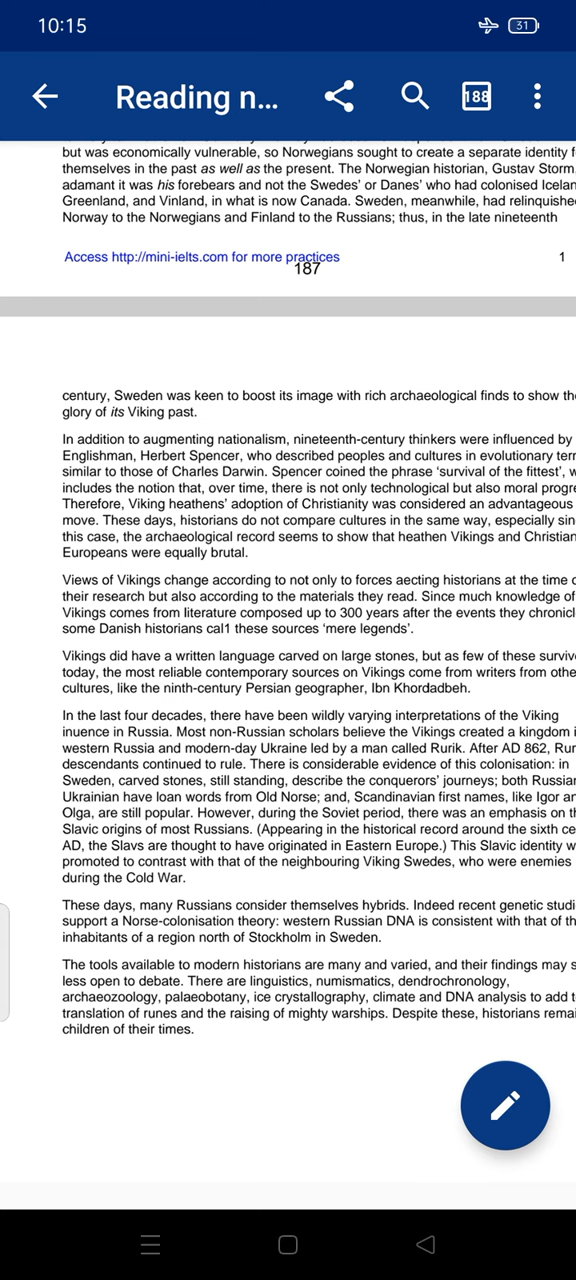 10:15
31
Reading n...
188
but was economically vulnerable, so Norwegians sought to create a separate identity f
themselves in the past as well as the present. The Norwegian historian, Gustav Storm,
adamant it was his forebears and not the Swedes' or Danes' who had colonised Icelan
Greenland, and Vinland, in what is now Canada. Sweden, meanwhile, had relinquishe
Norway to the Norwegians and Finland to the Russians; thus, in the late nineteenth
Access http://mini-ielts.com for more practices
1
187
century, Sweden was keen to boost its image with rich archaeological finds to show the
glory of its Viking past.
In addition to augmenting nationalism, nineteenth-century thinkers were influenced by
Englishman, Herbert Spencer, who described peoples and cultures in evolutionary terr
similar to those of Charles Darwin. Spencer coined the phrase 'survival of the fittest', w
includes the notion that, over time, there is not only technological but also moral progre
Therefore, Viking heathens' adoption of Christianity was considered an advantageous
move. These days, historians do not compare cultures in the same way, especially sin
this case, the archaeological record seems to show that heathen Vikings and Christian
Europeans were equally brutal.
Views of Vikings change according to not only to forces aecting historians at the time o
their research but also according to the materials they read. Since much knowledge of
Vikings comes from literature composed up to 300 years after the events they chronicl
some Danish historians cal1 these sources 'mere legends'.
Vikings did have a written language carved on large stones, but as few of these surviv
today, the most reliable contemporary sources on Vikings come from writers from othe
cultures, like the ninth-century Persian geographer, Ibn Khordadbeh.
In the last four decades, there have been wildly varying interpretations of the Viking
inuence in Russia. Most non-Russian scholars believe the Vikings created a kingdom i
western Russia and modern-day Ukraine led by a man called Rurik. After AD 862, Rur
descendants continued to rule. There is considerable evidence of this colonisation: in
Sweden, carved stones, still standing, describe the conquerors' journeys; both Russian
Ukrainian have loan words from Old Norse; and, Scandinavian first names, like Igor an
Olga, are still popular. However, during the Soviet period, there was an emphasis on th
Slavic origins of most Russians. (Appearing in the historical record around the sixth ce
AD, the Slavs are thought to have originated in Eastern Europe.) This Slavic identity w
promoted to contrast with that of the neighbouring Viking Swedes, who were enemies
during the Cold War.
These days, many Russians consider themselves hybrids. Indeed recent genetic studi
support a Norse-colonisation theory: western Russian DNA is consistent with that of th
inhabitants of a region north of Stockholm in Sweden.
The tools available to modern historians are many and varied, and their findings may s
less open to debate. There are linguistics, numismatics, dendrochronology,
archaeozoology, palaeobotany, ice crystallography, climate and DNA analysis to add t
translation of runes and the raising of mighty warships. Despite these, historians remai
children of their times.